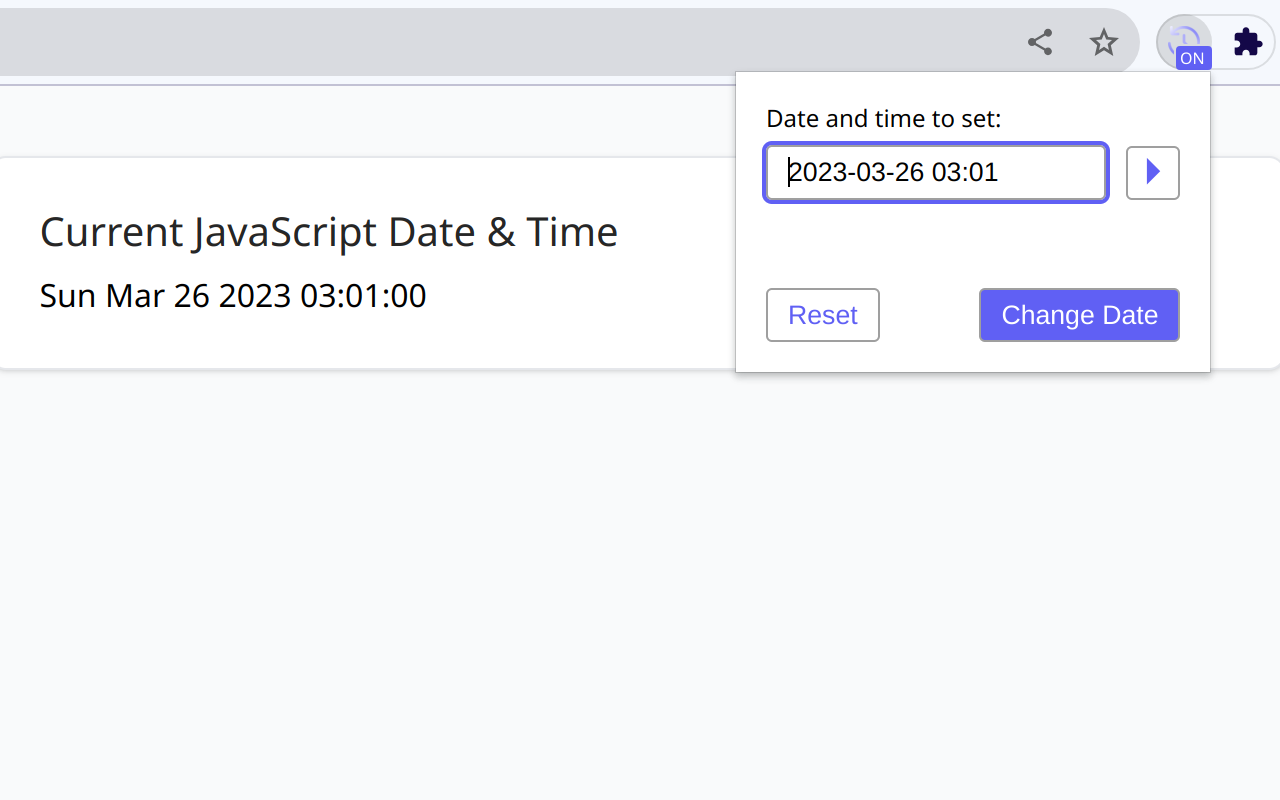 ON
Date and time to set:
2023-03-26 03:01
Current JavaScript Date & Time
Sun Mar 26 2023 03:01:00
Reset
Change Date